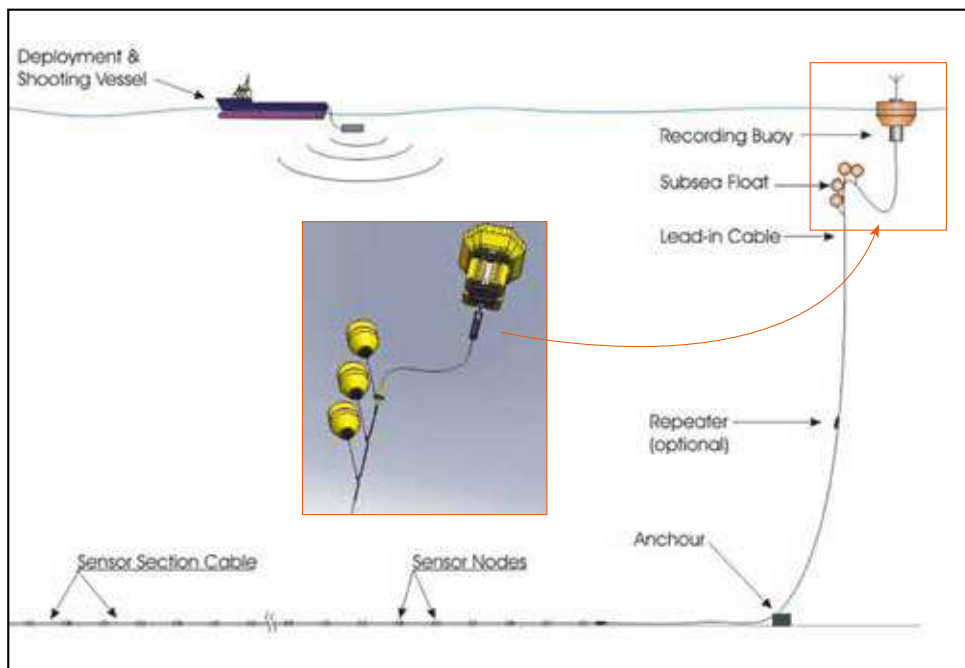 Deployment &
Shooting Vessel
Recording Buoy
Subsea Float
Lead-in Cable
Repeater
(optional)
Anchour
Sensor Section Cable
Sensor Nodes